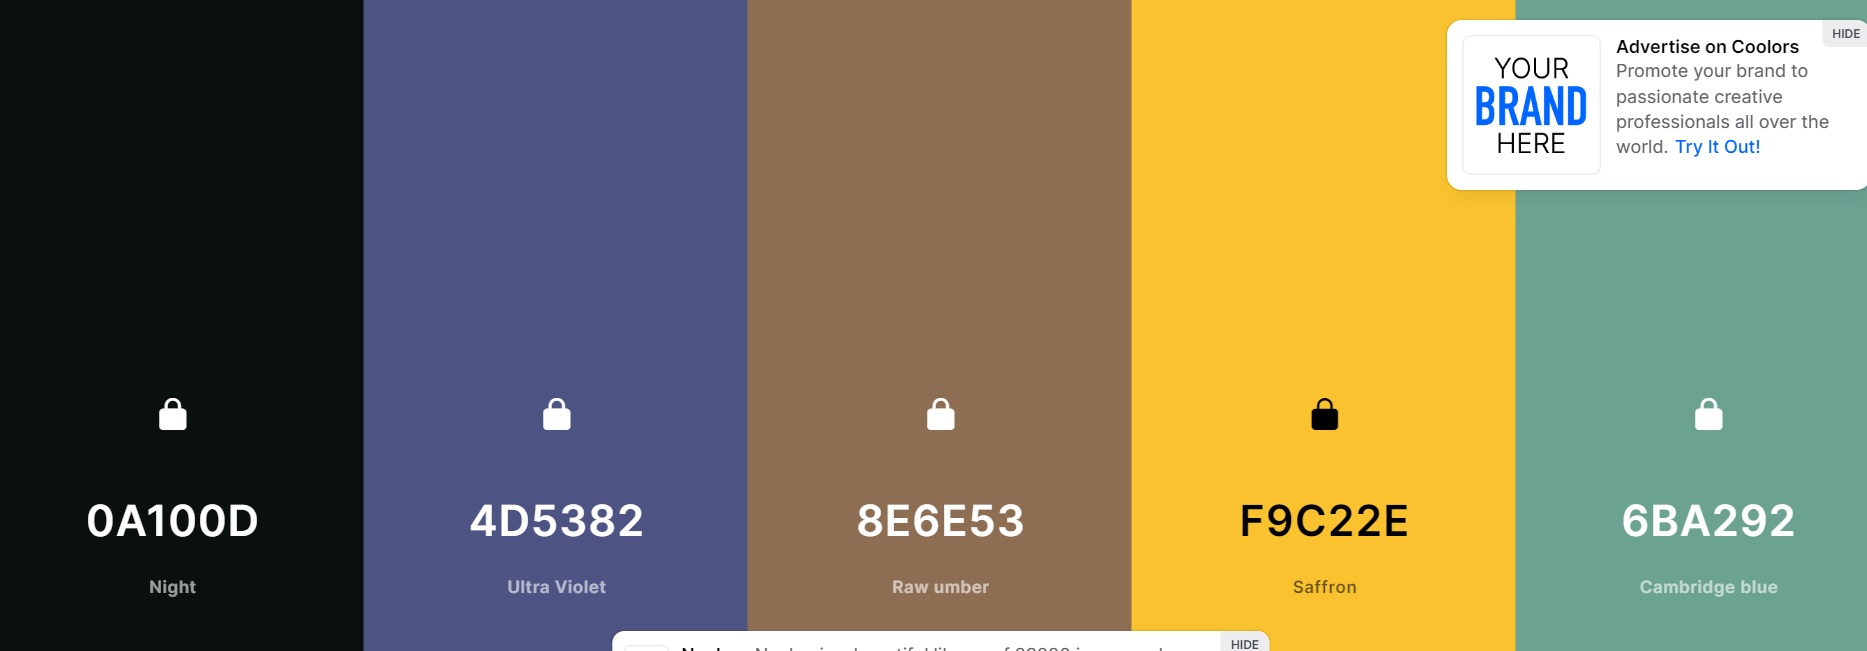 HIDE
Advertise on Coolors
YOUR
BRAND
HERE
Promote your brand to
passionate creative
professionals all over the
world. Try It Out!
0A100D
4D5382
8E6E53
F9C22E
6BA292
Night
Ultra Violet
Raw umber
Saffron
Cambridge blue
HIDE